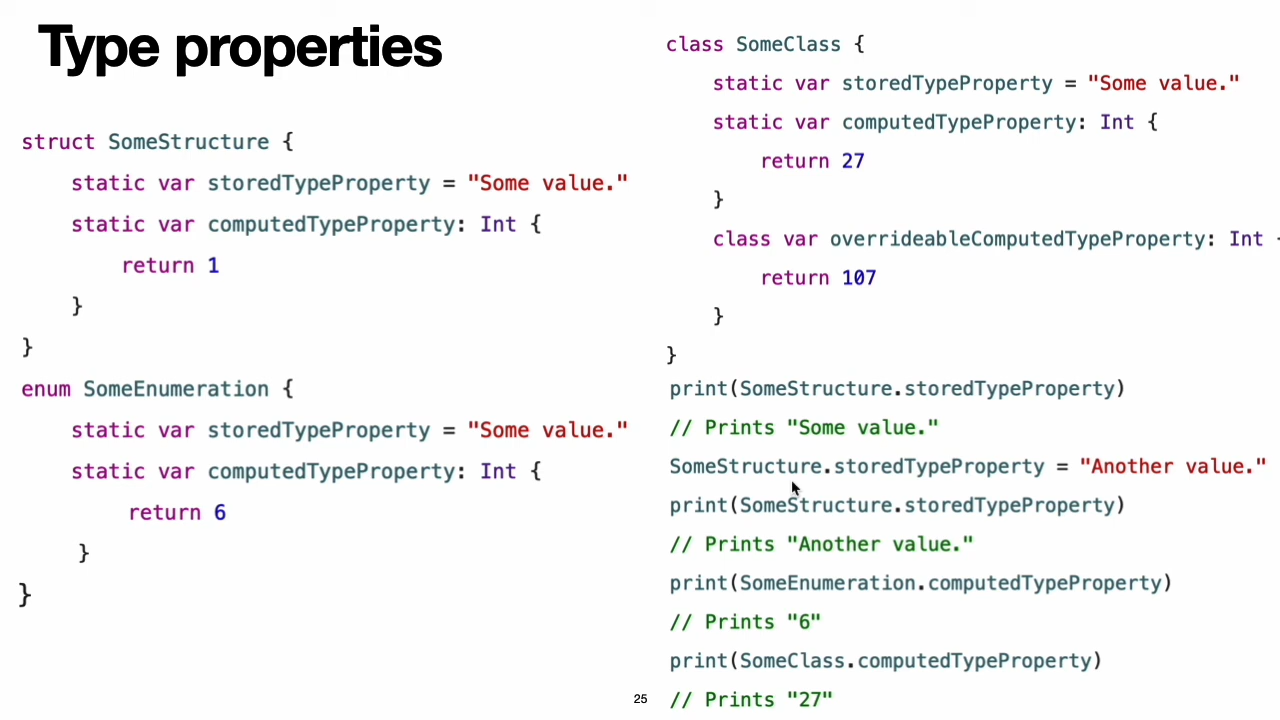 Type properties
struct SomeStructure {
static var storedTypeProperty = "Some value."
static var computedTypeProperty: Int {
return 1
}
}
enum SomeEnumeration {
static var storedTypeProperty = "Some value."
static var computedTypeProperty: Int {
return 6
}
}
class SomeClass {
static var storedTypeProperty = "Some value."
static var computedTypeProperty: Int {
return 27
}
class var overrideableComputedTypeProperty: Int {
return 107
}
}
print(SomeStructure.storedTypeProperty)
// Prints "Some value."
SomeStructure.storedTypeProperty = "Another value."
print(SomeStructure.storedTypeProperty)
// Prints "Another value."
print(SomeEnumeration.computedTypeProperty)
// Prints "6"
print(SomeClass.computedTypeProperty)
// Prints "27"
25